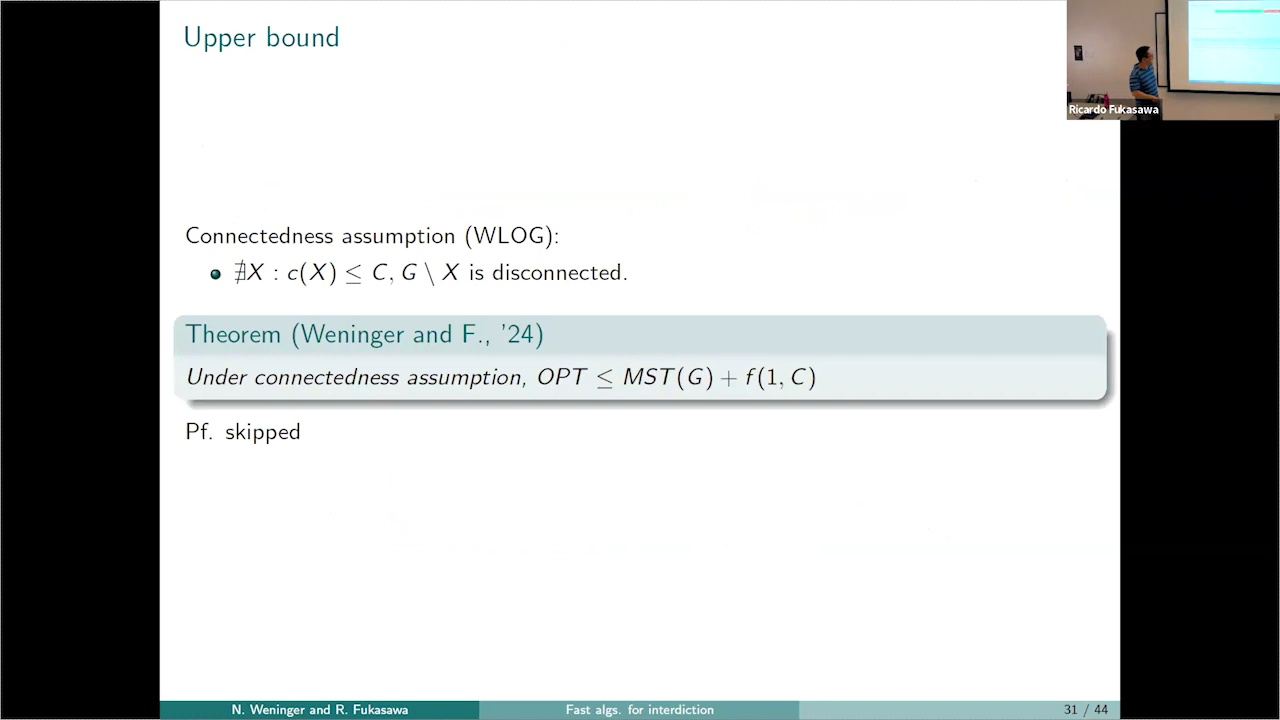 Upper bound
Ricardo Fukasawa
Connectedness assumption (WLOG):
∄X : c(X) ≤ C, G \ X is disconnected.
Theorem (Weninger and F., '24)
Under connectedness assumption, OPT ≤ MST(G) + f(1, C)
Pf. skipped
N. Weninger and R. Fukasawa
Fast algs. for interdiction
31 / 44